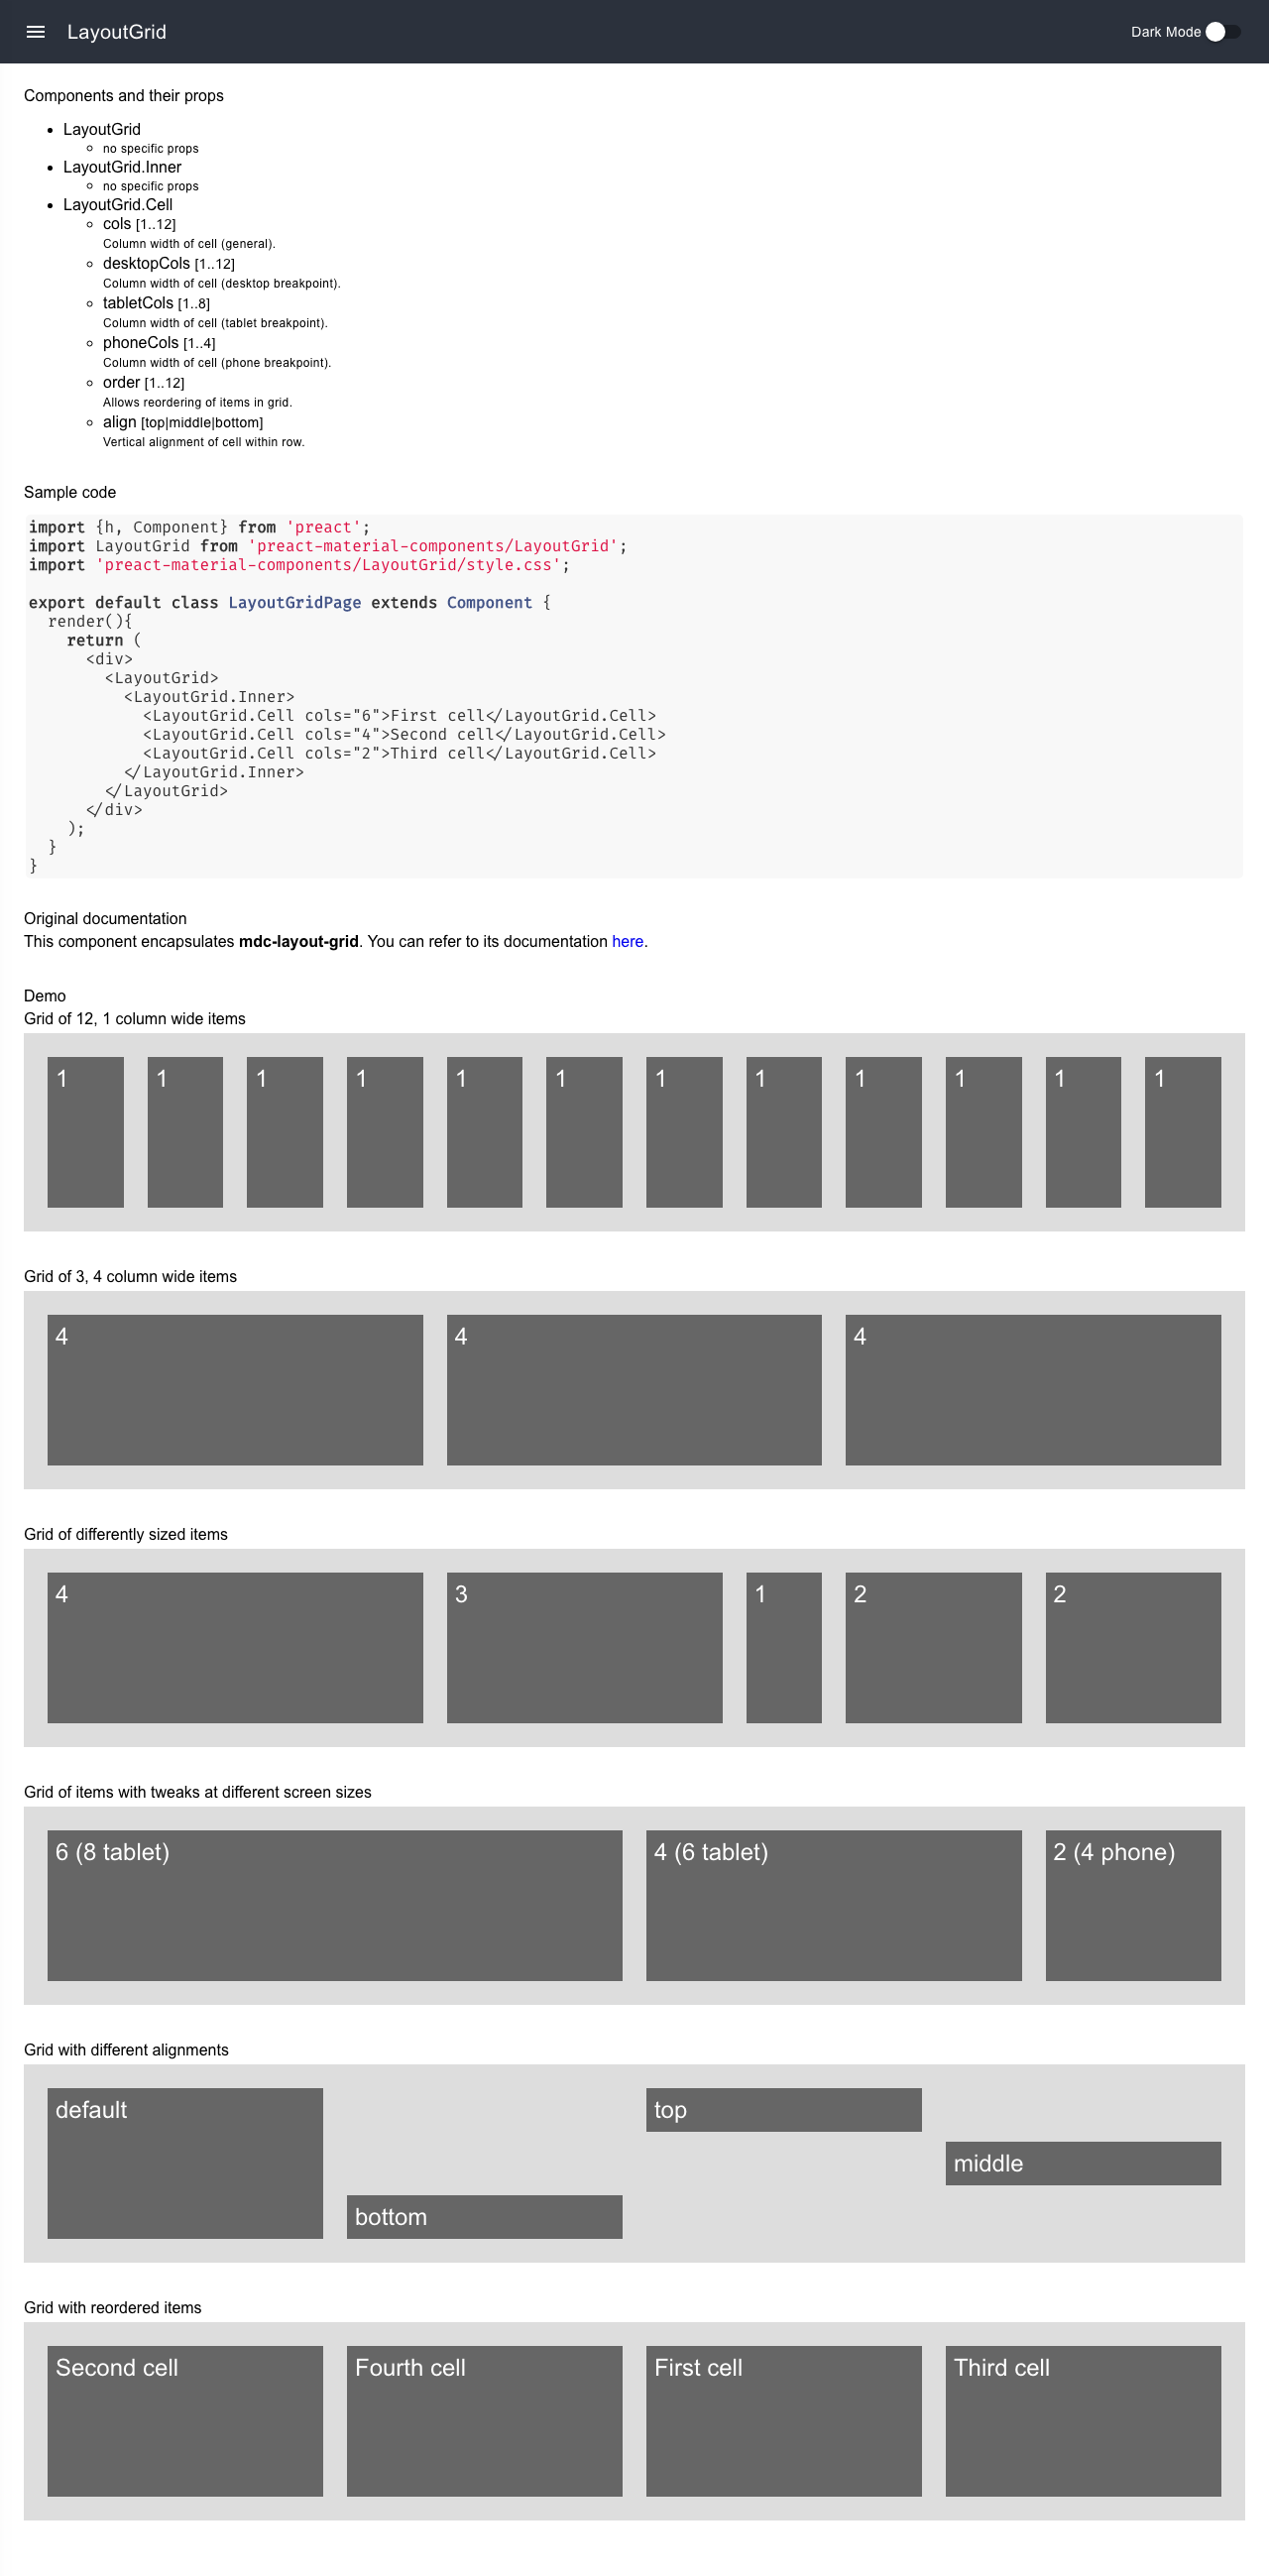 LayoutGrid
Dark Mode
Components and their props
LayoutGrid
no specific props
LayoutGrid.Inner
no specific props
LayoutGrid.Cell
cols [1..12]
Column width of cell (general).
desktopCols [1..12]
Column width of cell (desktop breakpoint).
tabletCols [1..8]
Column width of cell (tablet breakpoint).
phoneCols [1..4]
Column width of cell (phone breakpoint).
order [1..12]
Allows reordering of items in grid.
align [top|middle|bottom]
Vertical alignment of cell within row.
Sample code
import {h, Component} from 'preact';
import LayoutGrid from 'preact-material-components/LayoutGrid';
import 'preact-material-components/LayoutGrid/style.css';
export default class LayoutGridPage extends Component {
  render(){
    return (
      <div>
        <LayoutGrid>
          <LayoutGrid.Inner>
            <LayoutGrid.Cell cols="6">First cell</LayoutGrid.Cell>
            <LayoutGrid.Cell cols="4">Second cell</LayoutGrid.Cell>
            <LayoutGrid.Cell cols="2">Third cell</LayoutGrid.Cell>
          </LayoutGrid.Inner>
        </LayoutGrid>
      </div>
    );
  }
}
Original documentation
This component encapsulates mdc-layout-grid. You can refer to its documentation here.
Demo
Grid of 12, 1 column wide items
1 1 1 1 1 1 1 1 1 1 1 1
Grid of 3, 4 column wide items
4 4 4
Grid of differently sized items
4 3 1 2 2
Grid of items with tweaks at different screen sizes
6 (8 tablet) 4 (6 tablet) 2 (4 phone)
Grid with different alignments
default
bottom
top
middle
Grid with reordered items
Second cell Fourth cell First cell Third cell